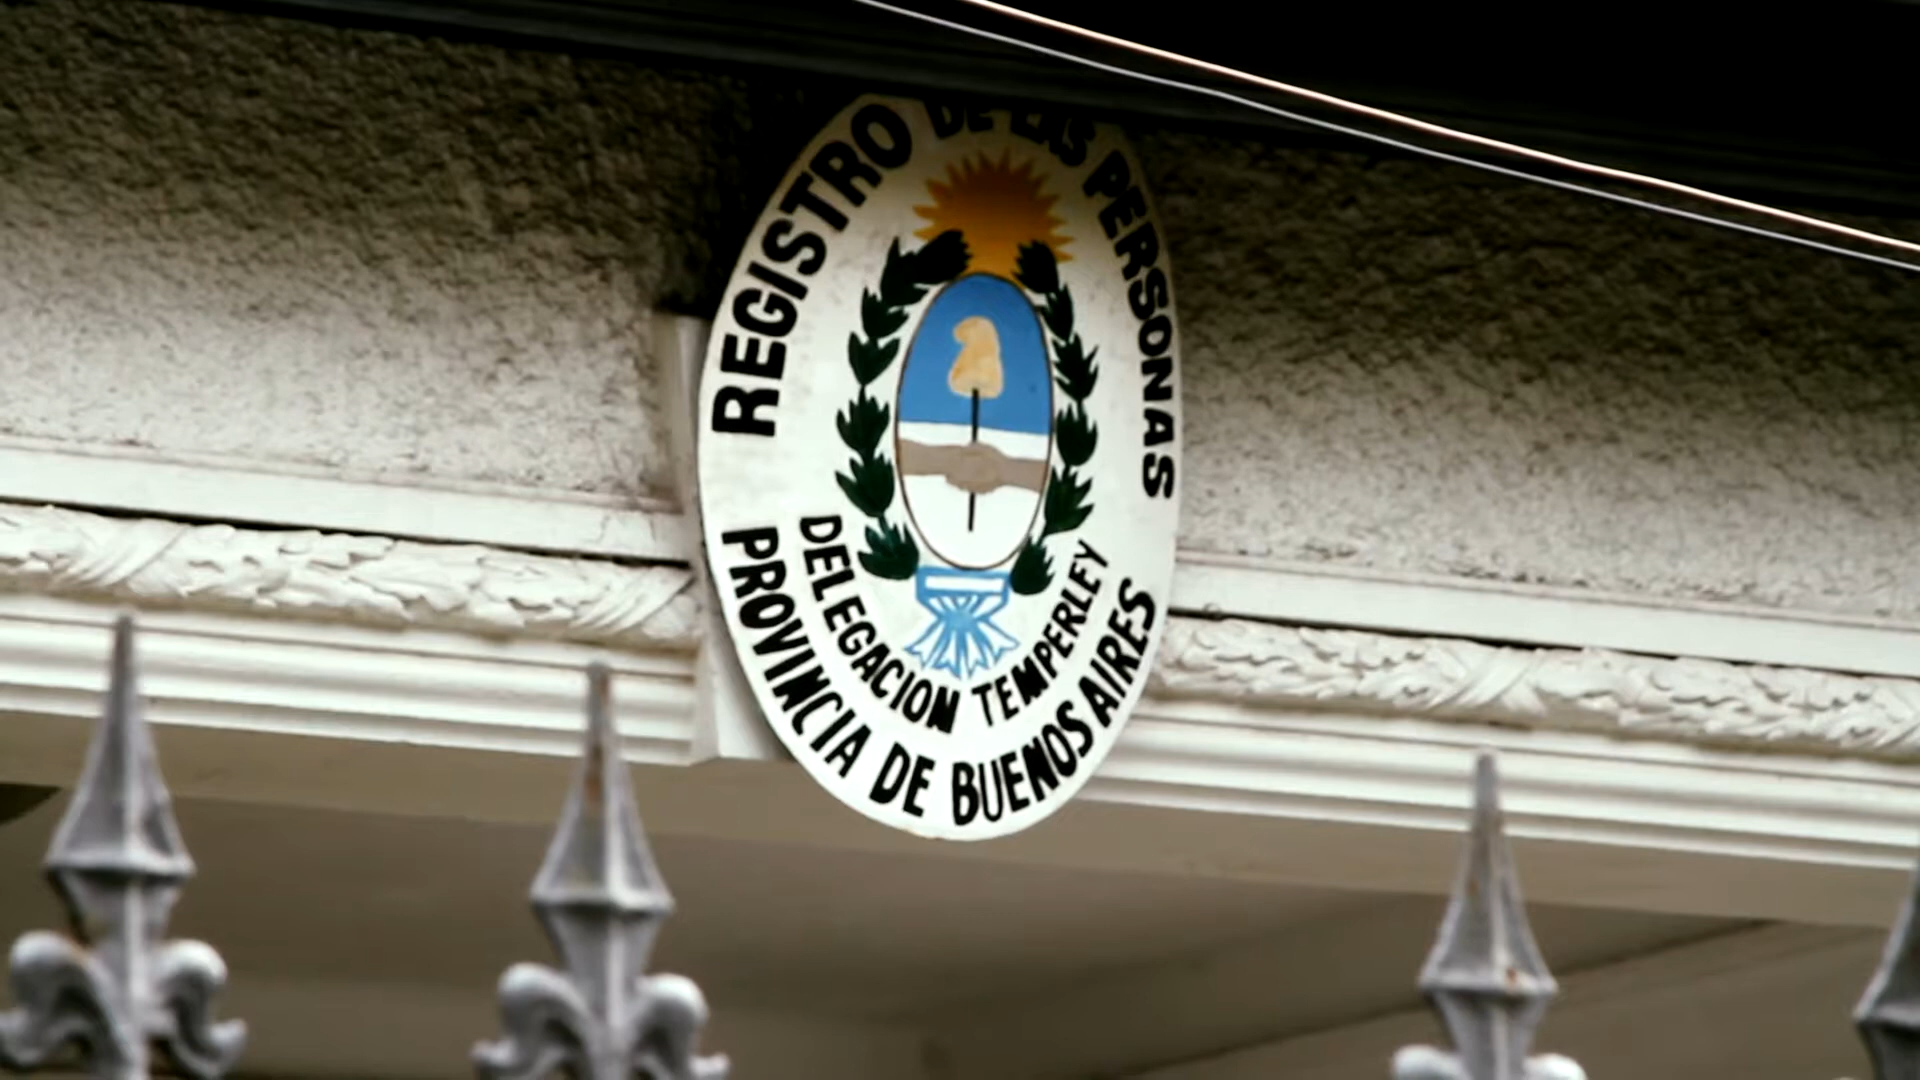 REGISTRO DE LAS PERSONAS
DELEGACION TEMPERLEY
PROVINCIA DE BUENOS AIRES